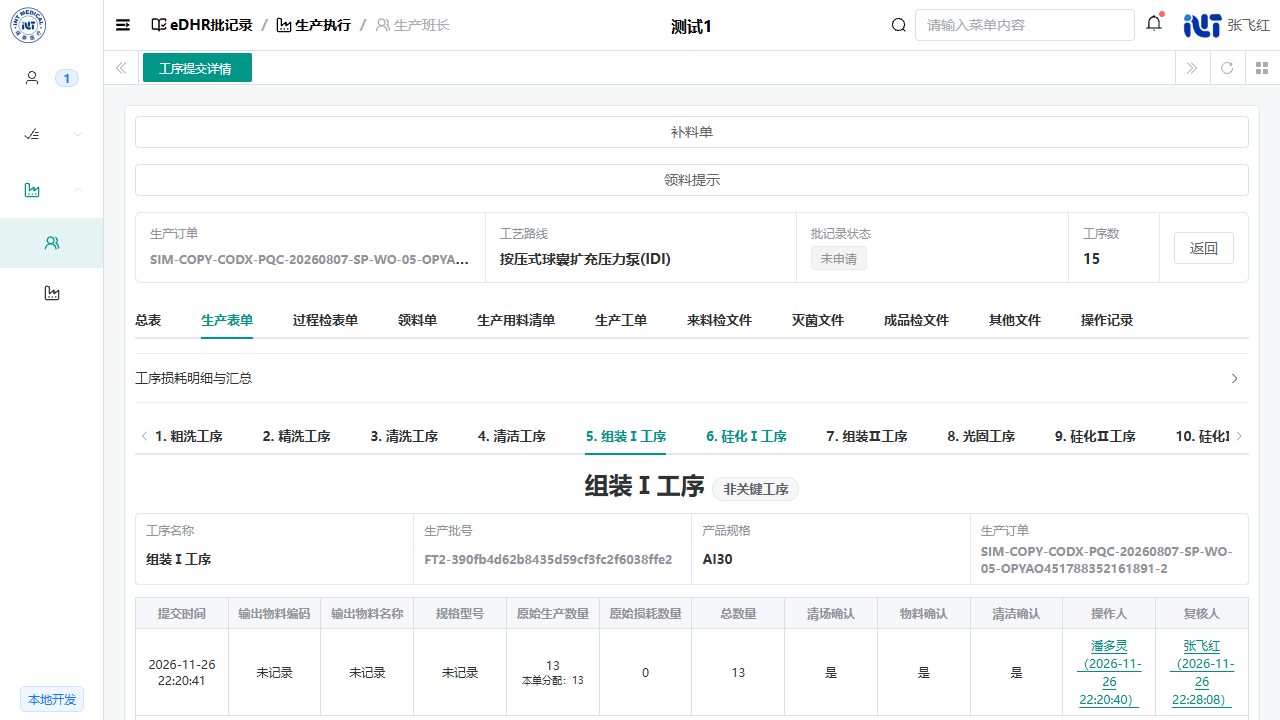 eDHR批记录 / 生产执行 / 生产班长
测试1
请输入菜单内容
张飞红
1
工序提交详情
补料单
领料提示
生产订单
SIM-COPY-CODX-PQC-20260807-SP-WO-05-OPYA...
工艺路线
按压式球囊扩充压力泵(IDI)
批记录状态
未申请
工序数
15
返回
总表 生产表单 过程检表单 领料单 生产用料清单 生产工单 来料检文件 灭菌文件 成品检文件 其他文件 操作记录
工序损耗明细与汇总
1. 粗洗工序 2. 精洗工序 3. 清洗工序 4. 清洁工序 5. 组装Ⅰ工序 6. 硅化Ⅰ工序 7. 组装Ⅱ工序 8. 光固工序 9. 硅化Ⅱ工序 10. 硅化
组装Ⅰ工序 非关键工序
工序名称
组装Ⅰ工序
生产批号
FT2-390fb4d62b8435d59cf3fc2f6038ffe2
产品规格
AI30
生产订单
SIM-COPY-CODX-PQC-20260807-SP-WO-
05-OPYAO451788352161891-2
提交时间 输出物料编码 输出物料名称 规格型号 原始生产数量 原始损耗数量 总数量 清场确认 物料确认 清洁确认 操作人 复核人
2026-11-26
22:20:41
未记录
未记录
未记录
13
本单分配：13
0
13
是
是
是
潘多灵
（2026-11-
26
22:20:40）
张飞红
（2026-11-
26
22:28:08）
本地开发